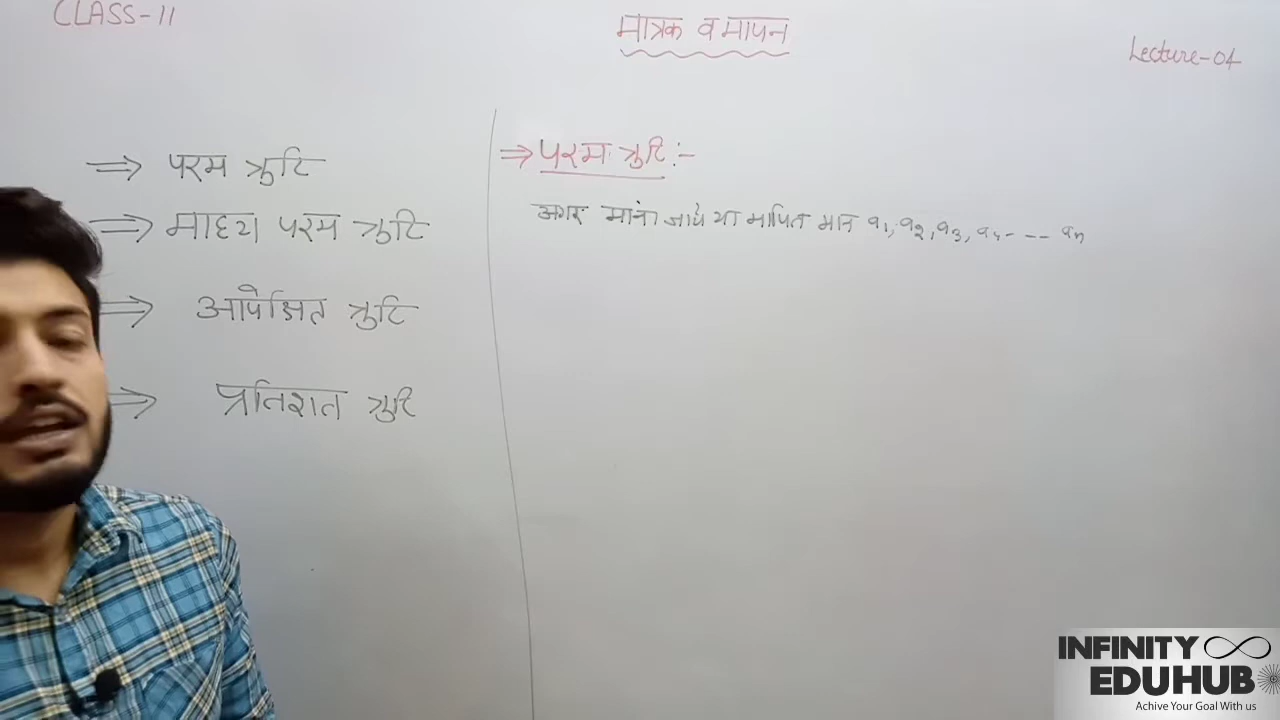 CLASS-11
मात्रक व मापन
Lecture-04
⇒ परम त्रुटि
⇒ माध्य परम त्रुटि
⇒ आपेक्षित त्रुटि
⇒ प्रतिशत त्रुटि
⇒ परम त्रुटि :-
अगर माना जाये या मापित मान a1, a2, a3, a4- -- an
INFINITY
EDUHUB
Achive Your Goal With us